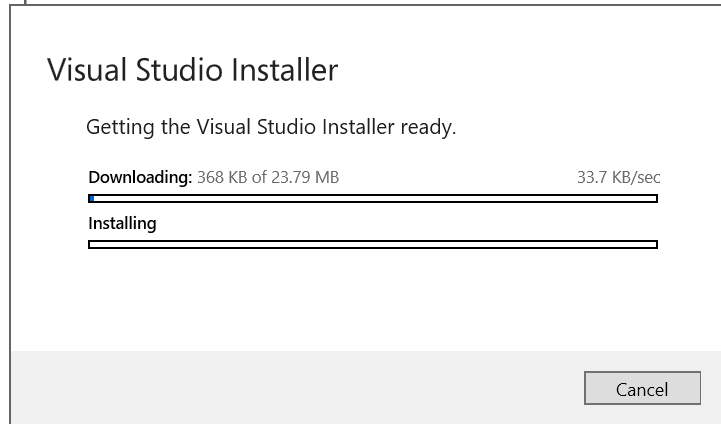 Visual Studio Installer
Getting the Visual Studio Installer ready.
Downloading: 368 KB of 23.79 MB 33.7 KB/sec
Installing
Cancel